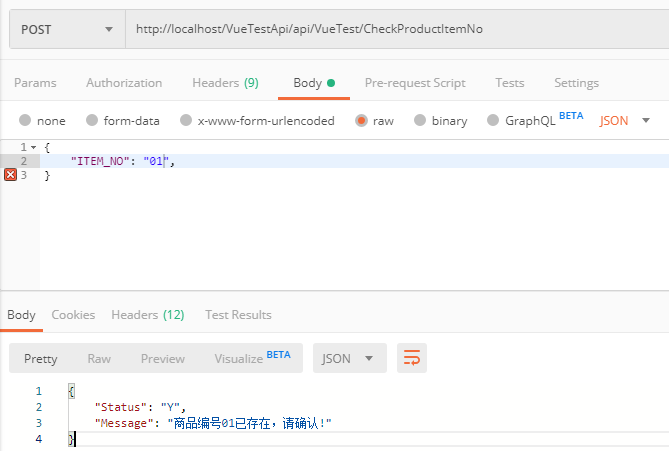 POST http://localhost/VueTestApi/api/VueTest/CheckProductItemNo
Params Authorization Headers (9) Body Pre-request Script Tests Settings
none form-data x-www-form-urlencoded raw binary GraphQL BETA JSON
1 {
2 "ITEM_NO": "01",
3 }
Body Cookies Headers (12) Test Results
Pretty Raw Preview Visualize BETA JSON
1 {
2 "Status": "Y",
3 "Message": "商品编号01已存在，请确认!"
4 }